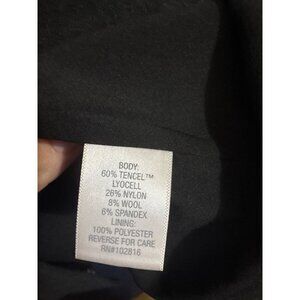 BODY:
60% TENCEL™
LYOCELL
26% NYLON
8% WOOL
6% SPANDEX
LINING:
100% POLYESTER
REVERSE FOR CARE
RN#102816